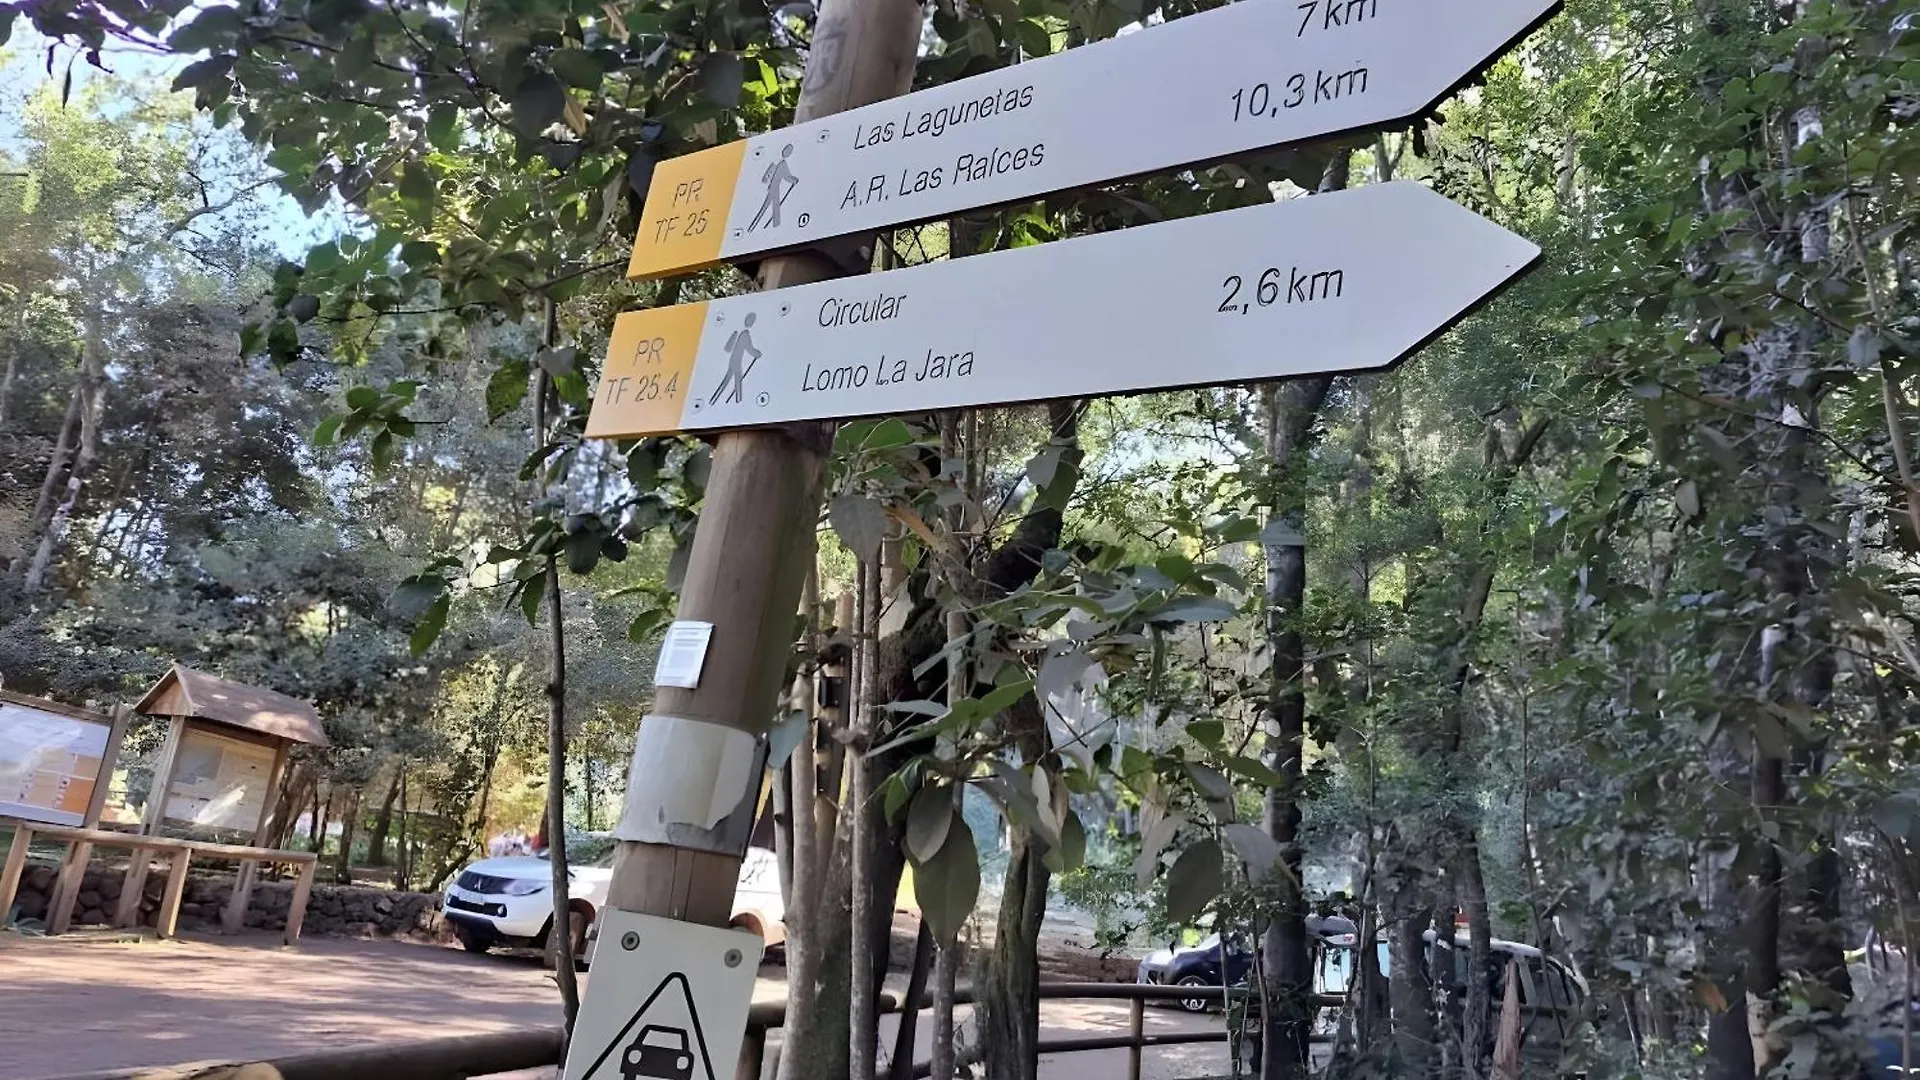 PR
TF 25
Las Lagunetas 7 km
A.R. Las Raíces 10,3 km
PR
TF 25.4
Circular 2,6 km
Lomo La Jara